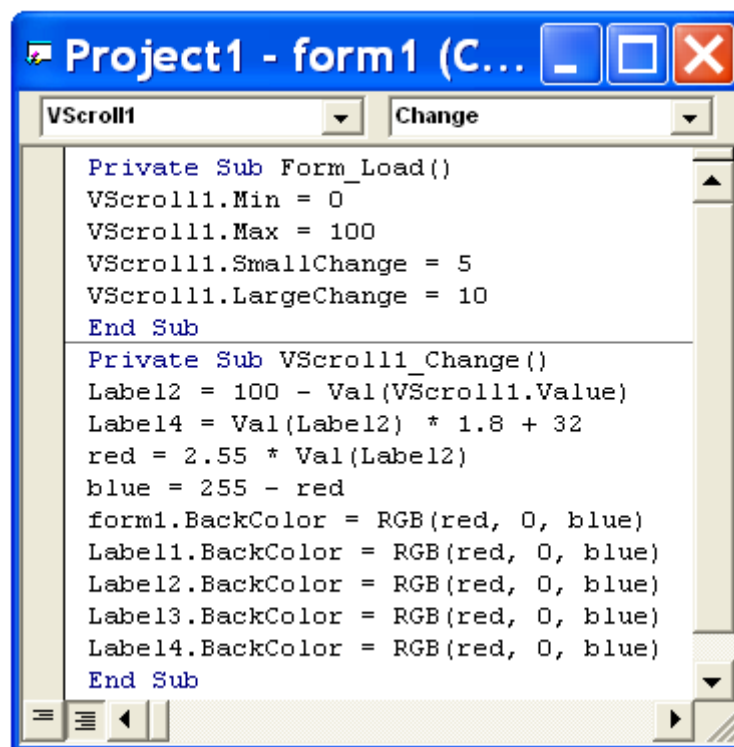 Project1 - form1 (C...
VScroll1 Change
Private Sub Form_Load()
VScroll1.Min = 0
VScroll1.Max = 100
VScroll1.SmallChange = 5
VScroll1.LargeChange = 10
End Sub
Private Sub VScroll1_Change()
Label2 = 100 - Val(VScroll1.Value)
Label4 = Val(Label2) * 1.8 + 32
red = 2.55 * Val(Label2)
blue = 255 - red
form1.BackColor = RGB(red, 0, blue)
Label1.BackColor = RGB(red, 0, blue)
Label2.BackColor = RGB(red, 0, blue)
Label3.BackColor = RGB(red, 0, blue)
Label4.BackColor = RGB(red, 0, blue)
End Sub